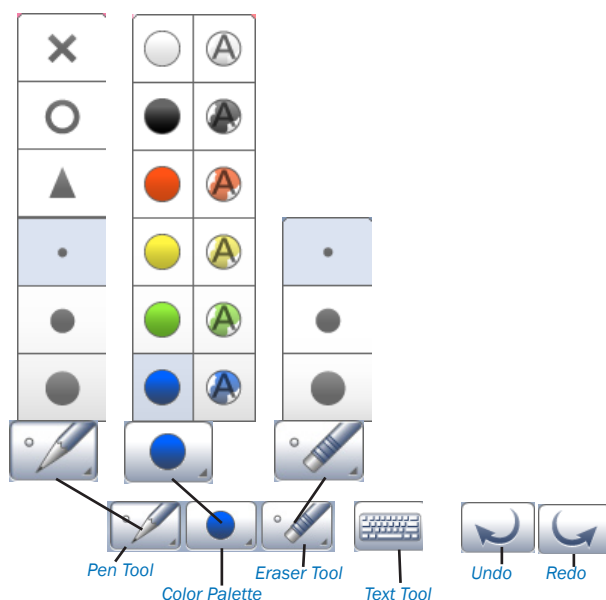 A
A
A
A
A
A
Pen Tool
Color Palette
Eraser Tool
Text Tool
Undo
Redo